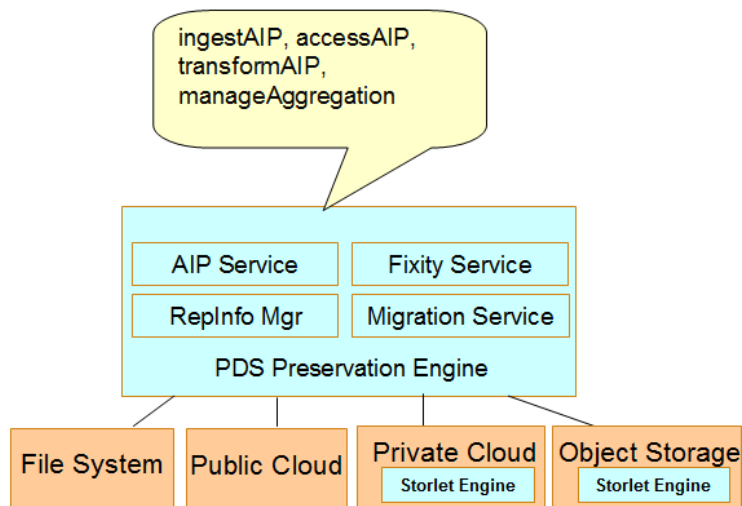 ingestAIP, accessAIP,
transformAIP,
manageAggregation
AIP Service
Fixity Service
RepInfo Mgr
Migration Service
PDS Preservation Engine
File System
Public Cloud
Private Cloud
Storlet Engine
Object Storage
Storlet Engine